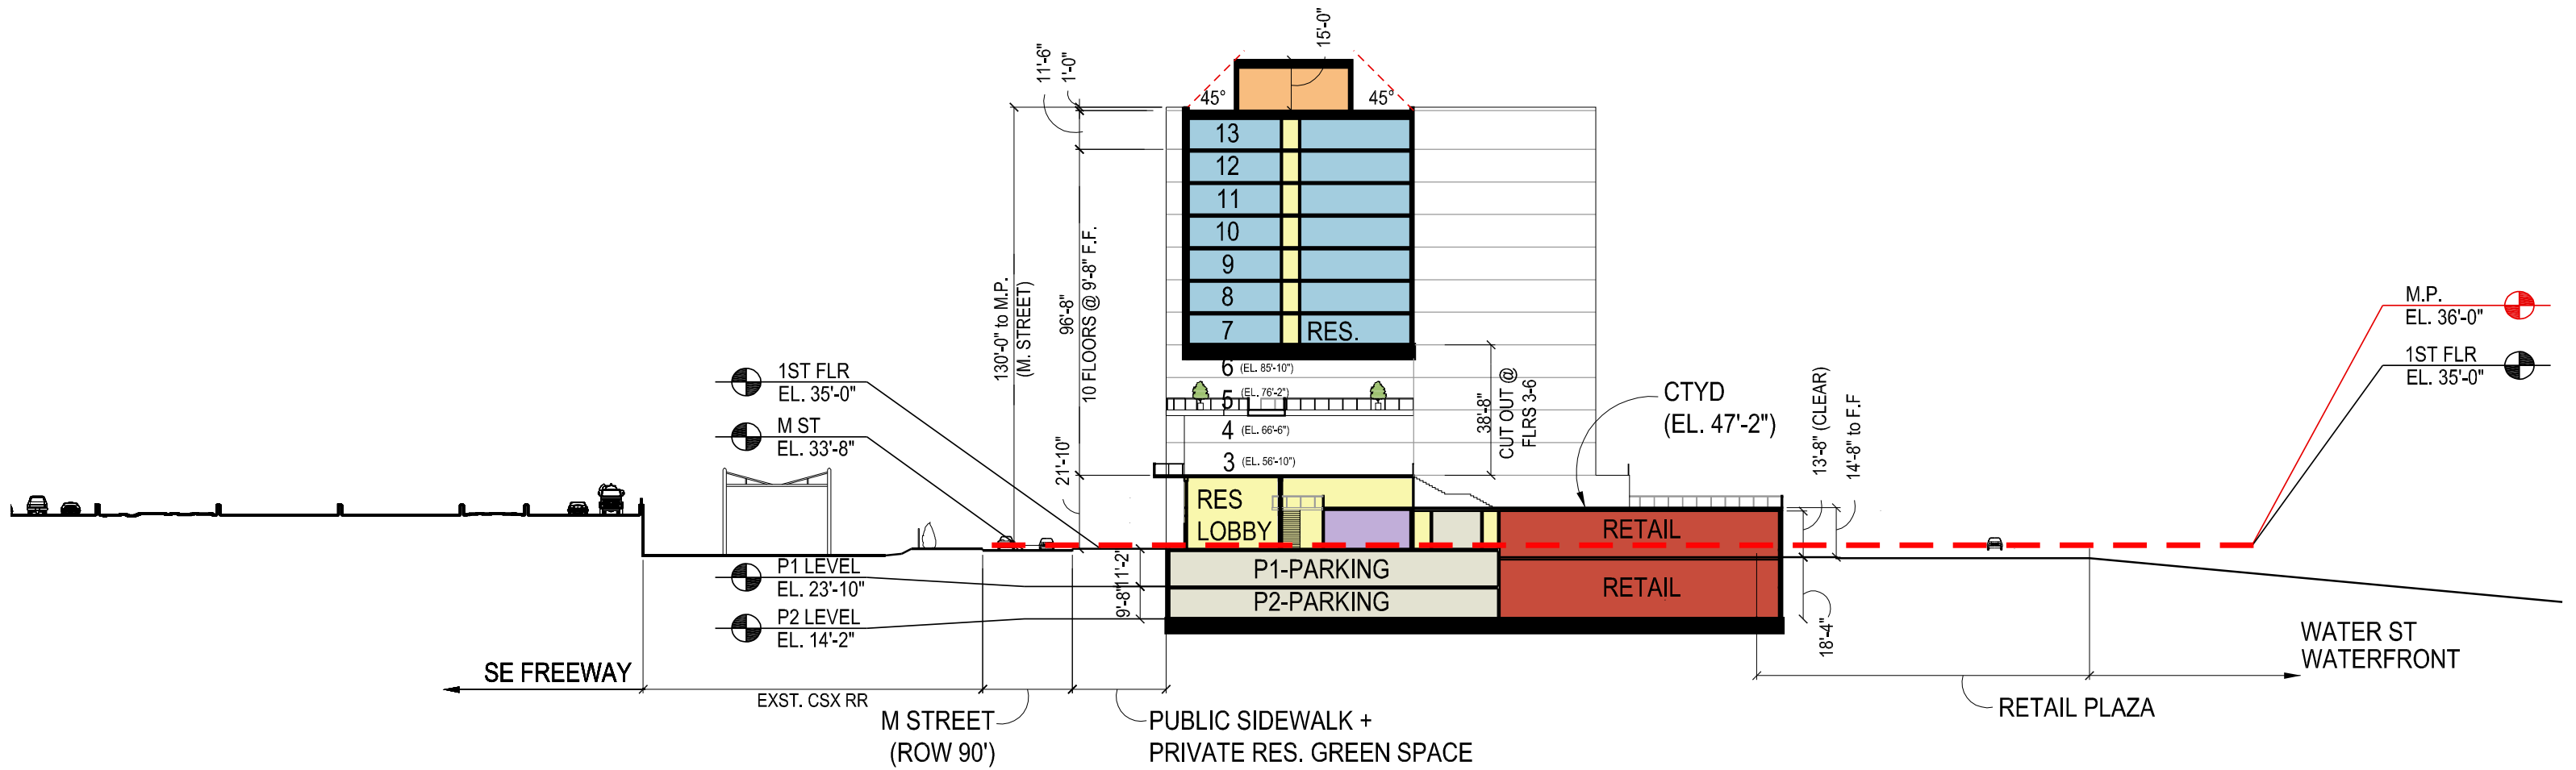 15'-0"
11'-6"
1'-0"
45°
45°
13
12
11
10
9
8
7
RES.
130'-0" to M.P.
(M. STREET)
96'-8"
10 FLOORS @ 9'-8" F.F.
21'-10"
6 (EL. 85'-10")
5 (EL. 76'-2")
4 (EL. 66'-6")
3 (EL. 56'-10")
38'-8"
CUT OUT @
FLRS 3-6
CTYD
(EL. 47'-2")
13'-8" (CLEAR)
14'-8" to F.F
M.P.
EL. 36'-0"
1ST FLR
EL. 35'-0"
1ST FLR
EL. 35'-0"
M ST
EL. 33'-8"
RES
LOBBY
RETAIL
P1-PARKING
P2-PARKING
RETAIL
P1 LEVEL
EL. 23'-10"
P2 LEVEL
EL. 14'-2"
11'-2"
9'-8"
18'-4"
SE FREEWAY
EXST. CSX RR
M STREET
(ROW 90')
PUBLIC SIDEWALK +
PRIVATE RES. GREEN SPACE
RETAIL PLAZA
WATER ST
WATERFRONT